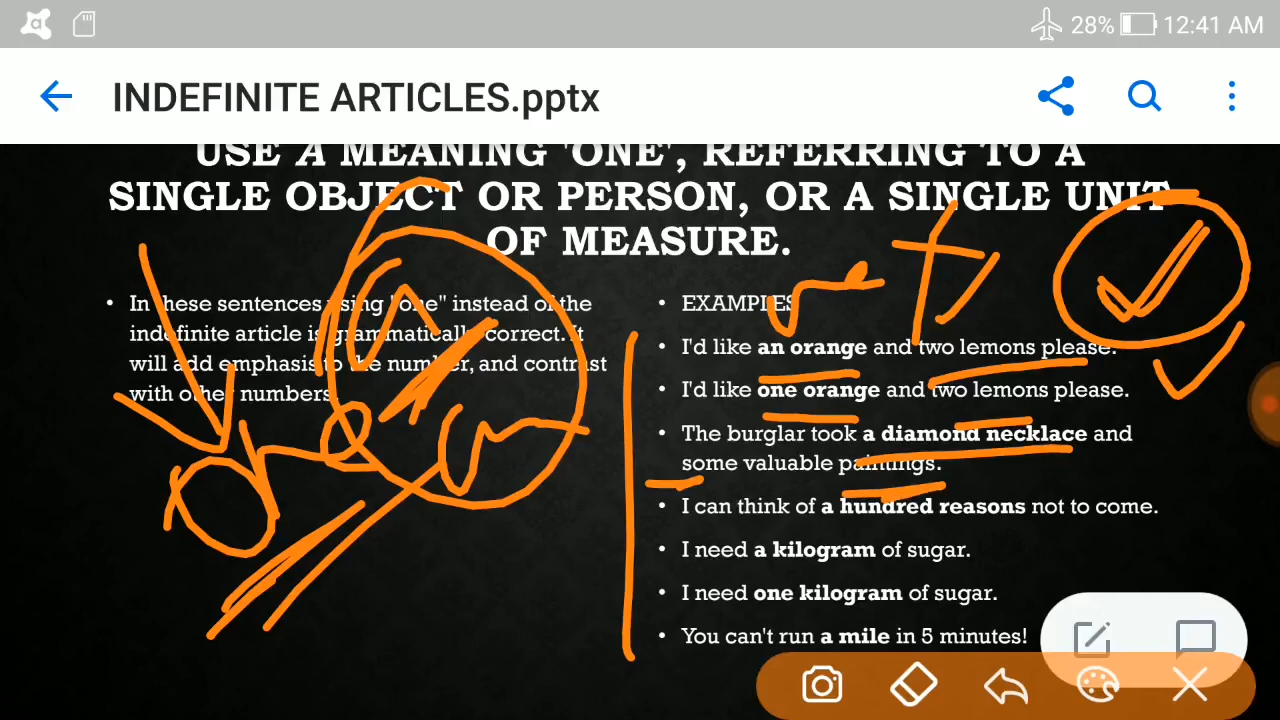 28% 12:41 AM
INDEFINITE ARTICLES.pptx
USE A MEANING 'ONE', REFERRING TO A
SINGLE OBJECT OR PERSON, OR A SINGLE UNIT
OF MEASURE.
• In these sentences using "one" instead of the
indefinite article is grammatically correct. It
will add emphasis to the number, and contrast
with other numbers.
• EXAMPLES
• I'd like an orange and two lemons please.
• I'd like one orange and two lemons please.
• The burglar took a diamond necklace and
some valuable paintings.
• I can think of a hundred reasons not to come.
• I need a kilogram of sugar.
• I need one kilogram of sugar.
• You can't run a mile in 5 minutes!